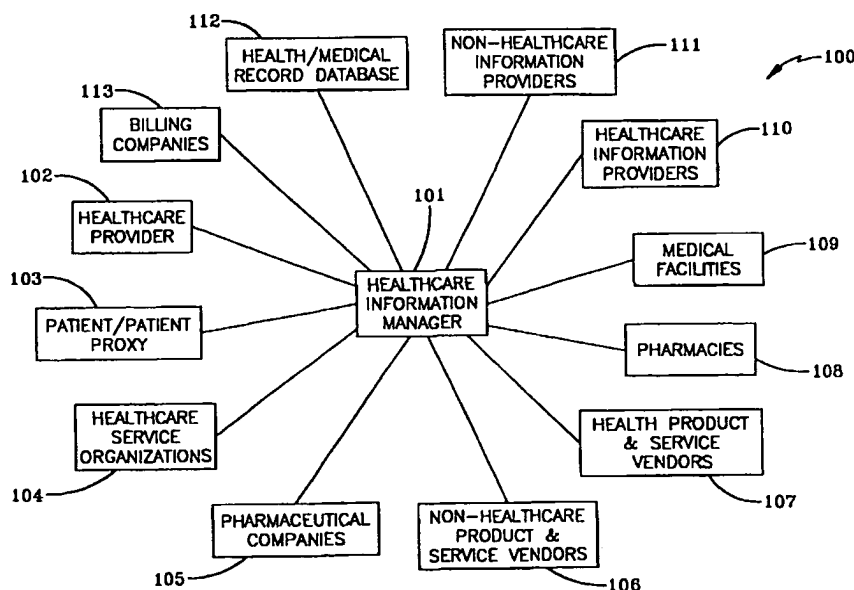 112
HEALTH/MEDICAL
RECORD DATABASE
NON-HEALTHCARE
INFORMATION
PROVIDERS
111
100
113
BILLING
COMPANIES
HEALTHCARE
INFORMATION
PROVIDERS
110
102
HEALTHCARE
PROVIDER
101
HEALTHCARE
INFORMATION
MANAGER
MEDICAL
FACILITIES
109
103
PATIENT/PATIENT
PROXY
PHARMACIES
108
HEALTHCARE
SERVICE
ORGANIZATIONS
104
HEALTH PRODUCT
& SERVICE
VENDORS
107
PHARMACEUTICAL
COMPANIES
105
NON-HEALTHCARE
PRODUCT &
SERVICE VENDORS
106